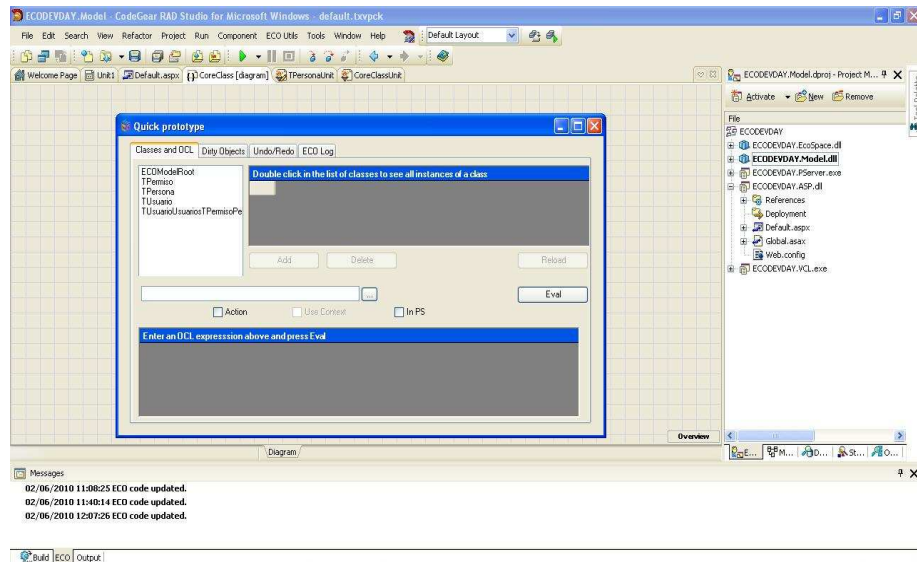 ECODEVDAY.Model - CodeGear RAD Studio for Microsoft Windows - default.txvpck
File Edit Search View Refactor Project Run Component ECO Utils Tools Window Help Default Layout
Welcome Page Unit1 Default.aspx CoreClass [diagram] TPersonaUnit CoreClassUnit
ECODEVDAY.Model.dproj - Project M...
Activate New Remove
File
ECODEVDAY
ECODEVDAY.EcoSpace.dll
ECODEVDAY.Model.dll
ECODEVDAY.PServer.exe
ECODEVDAY.ASP.dll
References
Deployment
Default.aspx
Global.asax
Web.config
ECODEVDAY.VCL.exe
Quick prototype
Classes and OCL Dirty Objects Undo/Redo ECO Log
ECOModelRoot
TPermiso
TPersona
TUsuario
TUsuarioUsuariosTPermisoPe
Double click in the list of classes to see all instances of a class
Add Delete Reload
... Eval
Action Use Context In PS
Enter an OCL expresssion above and press Eval
Overview
Diagram
E... M... D... St... O...
Messages
02/06/2010 11:08:25 ECO code updated.
02/06/2010 11:40:14 ECO code updated.
02/06/2010 12:07:26 ECO code updated.
Build ECO Output